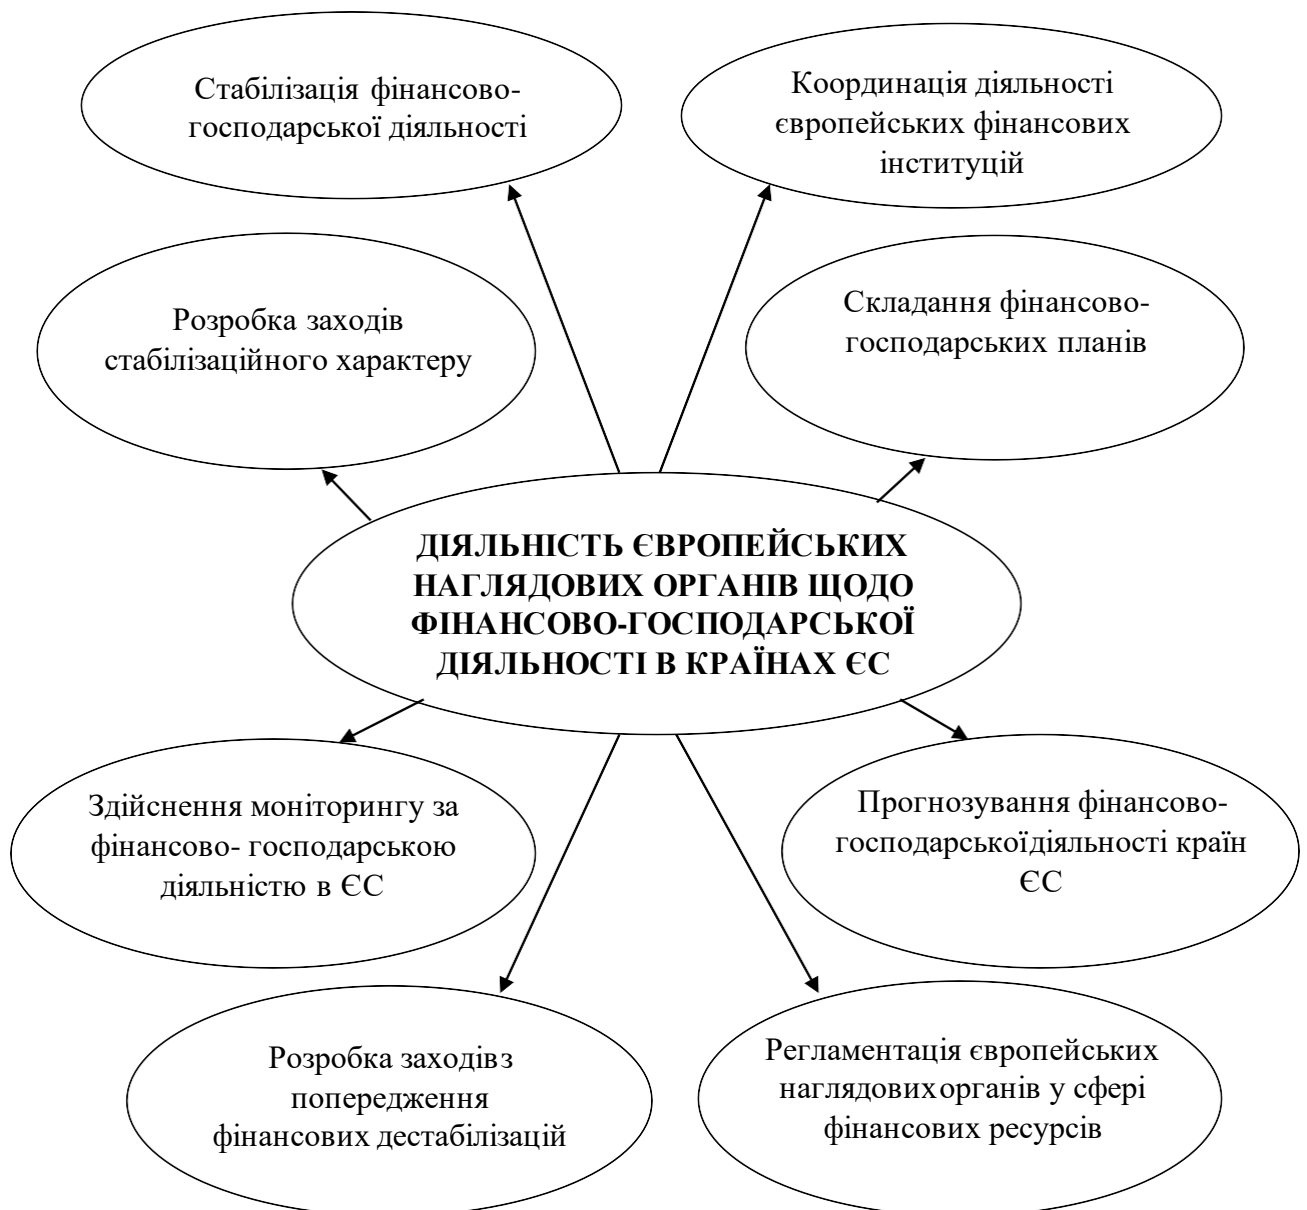 Стабілізація фінансово-
господарської діяльності
Координація діяльності
європейських фінансових
інституцій
Розробка заходів
стабілізаційного характеру
Складання фінансово-
господарських планів
ДІЯЛЬНІСТЬ ЄВРОПЕЙСЬКИХ
НАГЛЯДОВИХ ОРГАНІВ ЩОДО
ФІНАНСОВО-ГОСПОДАРСЬКОЇ
ДІЯЛЬНОСТІ В КРАЇНАХ ЄС
Здійснення моніторингу за
фінансово- господарською
діяльністю в ЄС
Прогнозування фінансово-
господарськоїдіяльності країн
ЄС
Розробка заходівз
попередження
фінансових дестабілізацій
Регламентація європейських
наглядовихорганів у сфері
фінансових ресурсів